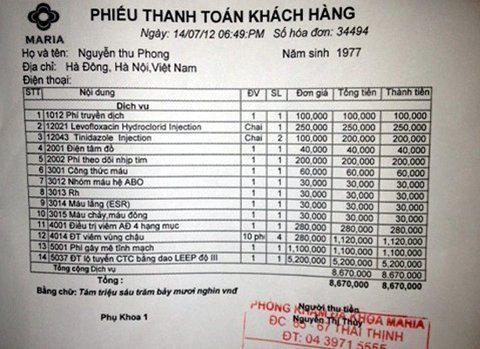 MARIA
PHIẾU THANH TOÁN KHÁCH HÀNG
Ngày: 14/07/12 06:49:PM Số hóa đơn: 34494
Họ và tên: Nguyễn thu Phong Năm sinh 1977
Địa chỉ: Hà Đông, Hà Nội,Việt Nam
Điện thoại:
STT Nội dung ĐV SL Đơn giá Tổng tiền Thành tiền
Dịch vụ
1 1012 Phí truyền dịch 1 1 100,000 100,000 100,000
2 12021 Levofloxacin Hydroclorid Injection Chai 1 250,000 250,000 250,000
3 12043 Tinidazole Injection Chai 2 100,000 200,000 200,000
4 2001 Điện tâm đồ 1 1 40,000 40,000 40,000
5 2002 Phí theo dõi nhịp tim 1 1 200,000 200,000 200,000
6 3001 Công thức máu 1 1 60,000 60,000 60,000
7 3012 Nhóm máu hệ ABO 1 1 30,000 30,000 30,000
8 3013 Rh 1 1 30,000 30,000 30,000
9 3014 Máu lắng (ESR) 1 1 30,000 30,000 30,000
10 3015 Máu chảy,máu đông 1 1 30,000 30,000 30,000
11 4001 Điều trị viêm AĐ 4 hạng mục 1 1 280,000 280,000 280,000
12 4014 ĐT viêm vùng chậu 10 ph 4 280,000 1,120,000 1,120,000
13 5001 Phí gây mê tĩnh mạch 1 1 1,100,000 1,100,000 1,100,000
14 5037 ĐT lộ tuyến CTC bằng dao LEEP độ III 1 1 5,200,000 5,200,000 5,200,000
Tổng cộng Dịch vụ 8,670,000 8,670,000
Tổng : 8,670,000 8,670,000
Bằng chữ: Tám triệu sáu trăm bảy mươi nghìn vnđ
Người thu tiền
Phụ Khoa 1 Nguyễn Thị Thủy
PHÒNG KHÁM ĐA KHOA MARIA
ĐC: 65 - 67 THÁI THỊNH
ĐT: 04 3971 5555